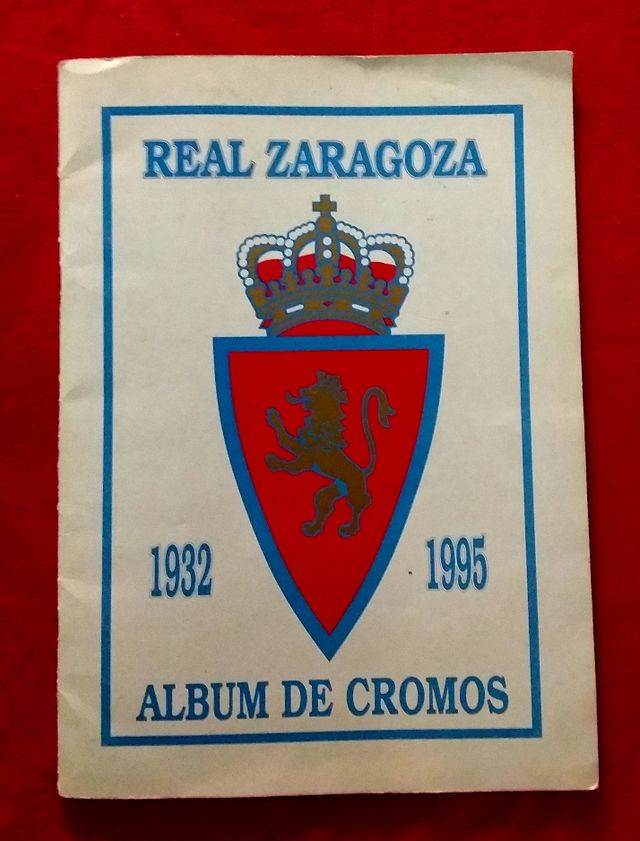 REAL ZARAGOZA
1932 1995
ALBUM DE CROMOS